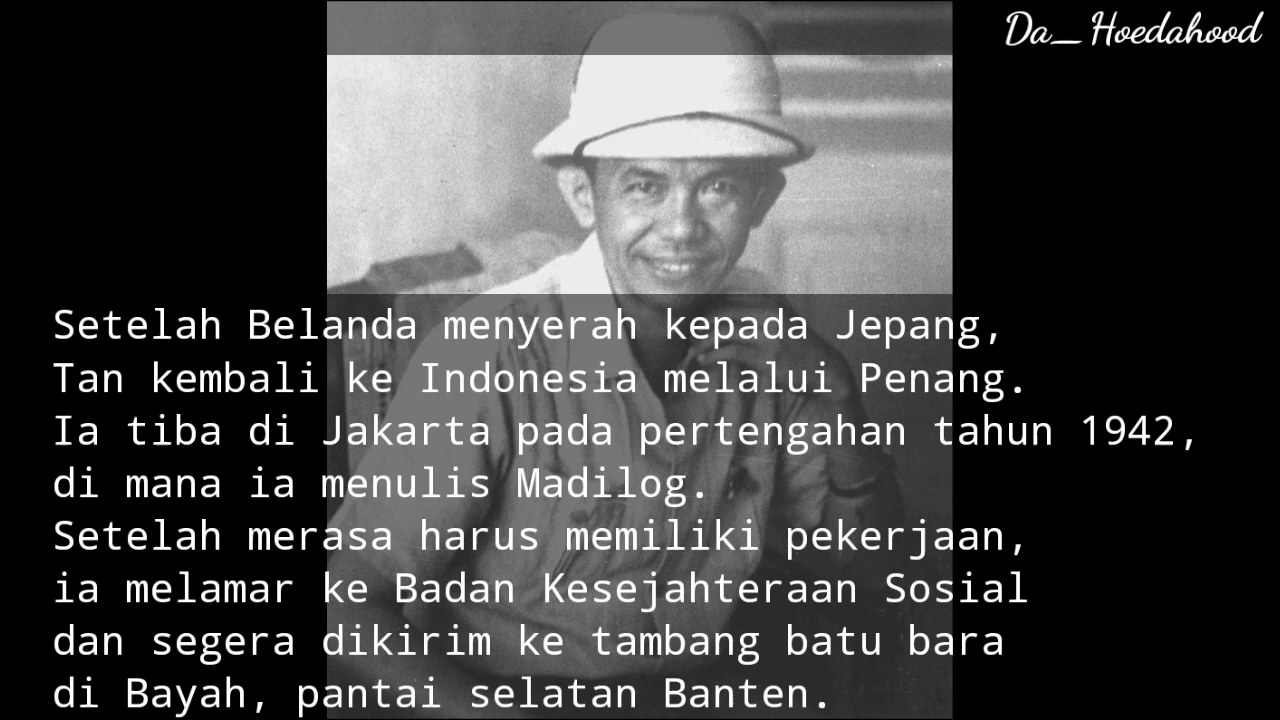 Da_Hoedahood
Setelah Belanda menyerah kepada Jepang,
Tan kembali ke Indonesia melalui Penang.
Ia tiba di Jakarta pada pertengahan tahun 1942,
di mana ia menulis Madilog.
Setelah merasa harus memiliki pekerjaan,
ia melamar ke Badan Kesejahteraan Sosial
dan segera dikirim ke tambang batu bara
di Bayah, pantai selatan Banten.